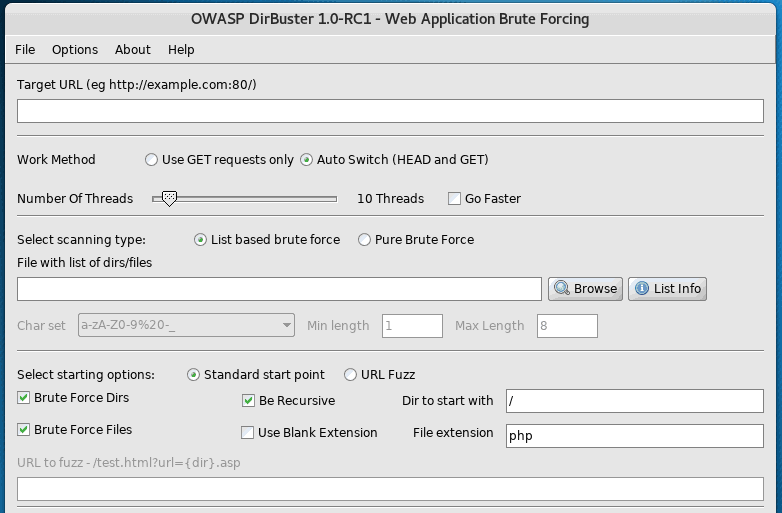 OWASP DirBuster 1.0-RC1 - Web Application Brute Forcing
File Options About Help
Target URL (eg http://example.com:80/)
Work Method Use GET requests only Auto Switch (HEAD and GET)
Number Of Threads 10 Threads Go Faster
Select scanning type: List based brute force Pure Brute Force
File with list of dirs/files
Browse List Info
Char set a-zA-Z0-9%20-_ Min length 1 Max Length 8
Select starting options: Standard start point URL Fuzz
Brute Force Dirs Be Recursive Dir to start with /
Brute Force Files Use Blank Extension File extension php
URL to fuzz - /test.html?url={dir}.asp